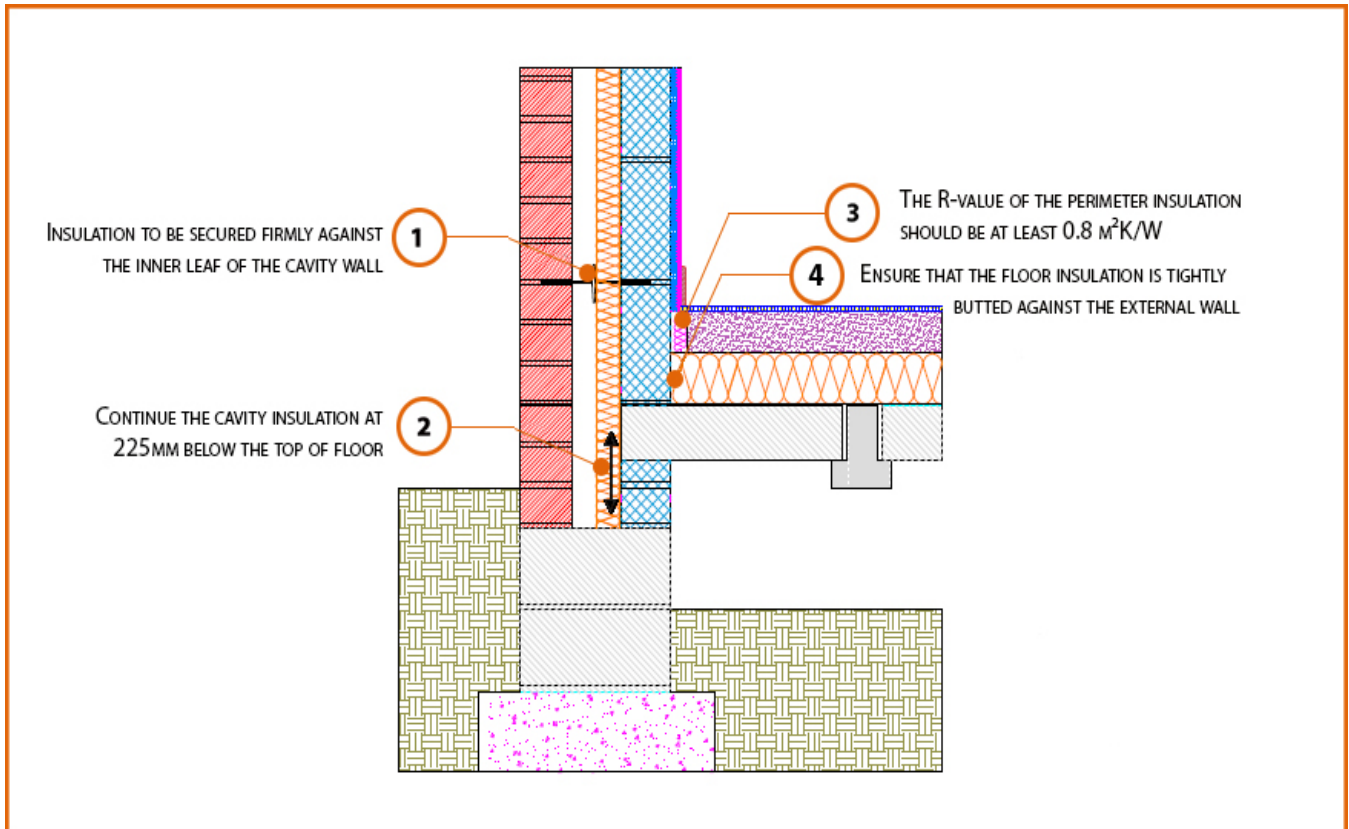 1
INSULATION TO BE SECURED FIRMLY AGAINST
THE INNER LEAF OF THE CAVITY WALL
2
CONTINUE THE CAVITY INSULATION AT
225MM BELOW THE TOP OF FLOOR
3
THE R-VALUE OF THE PERIMETER INSULATION
SHOULD BE AT LEAST 0.8 M²K/W
4
ENSURE THAT THE FLOOR INSULATION IS TIGHTLY
BUTTED AGAINST THE EXTERNAL WALL